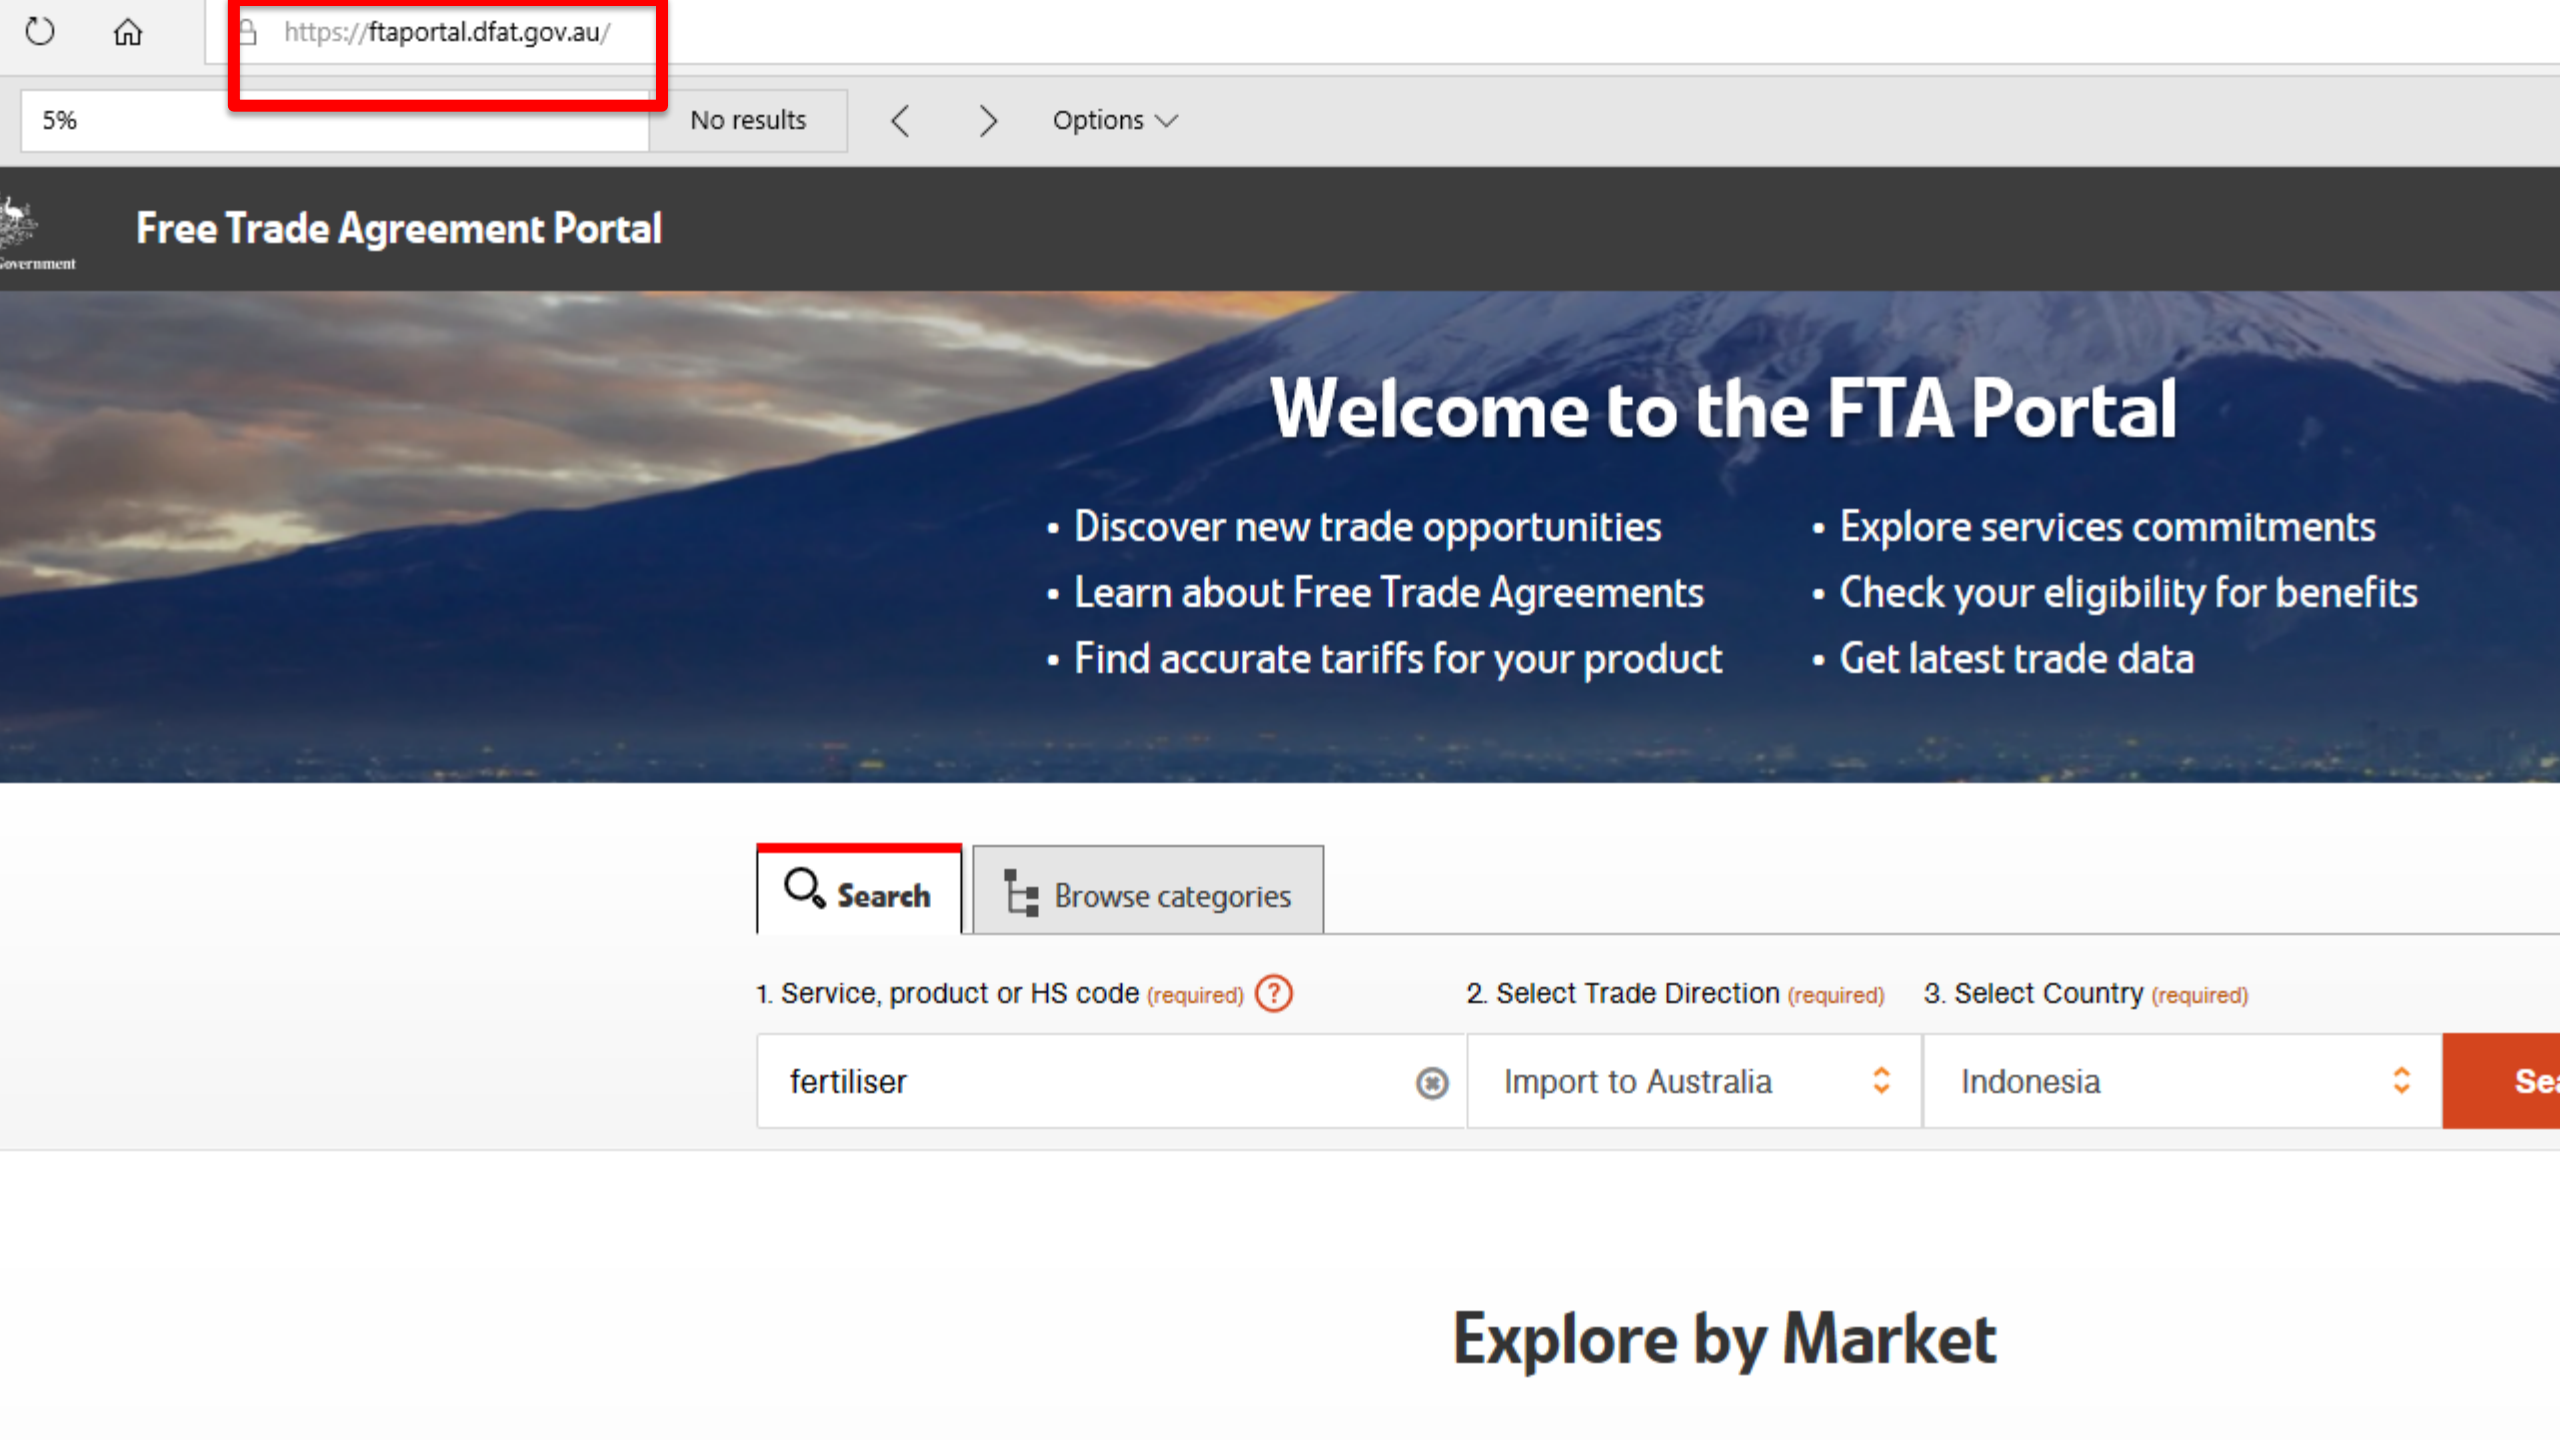 https://ftaportal.dfat.gov.au/
5%
No results
Options
Government
Free Trade Agreement Portal
Welcome to the FTA Portal
• Discover new trade opportunities
• Learn about Free Trade Agreements
• Find accurate tariffs for your product
• Explore services commitments
• Check your eligibility for benefits
• Get latest trade data
Search
Browse categories
1. Service, product or HS code (required) ?
2. Select Trade Direction (required)
3. Select Country (required)
fertiliser
Import to Australia
Indonesia
Sea
Explore by Market